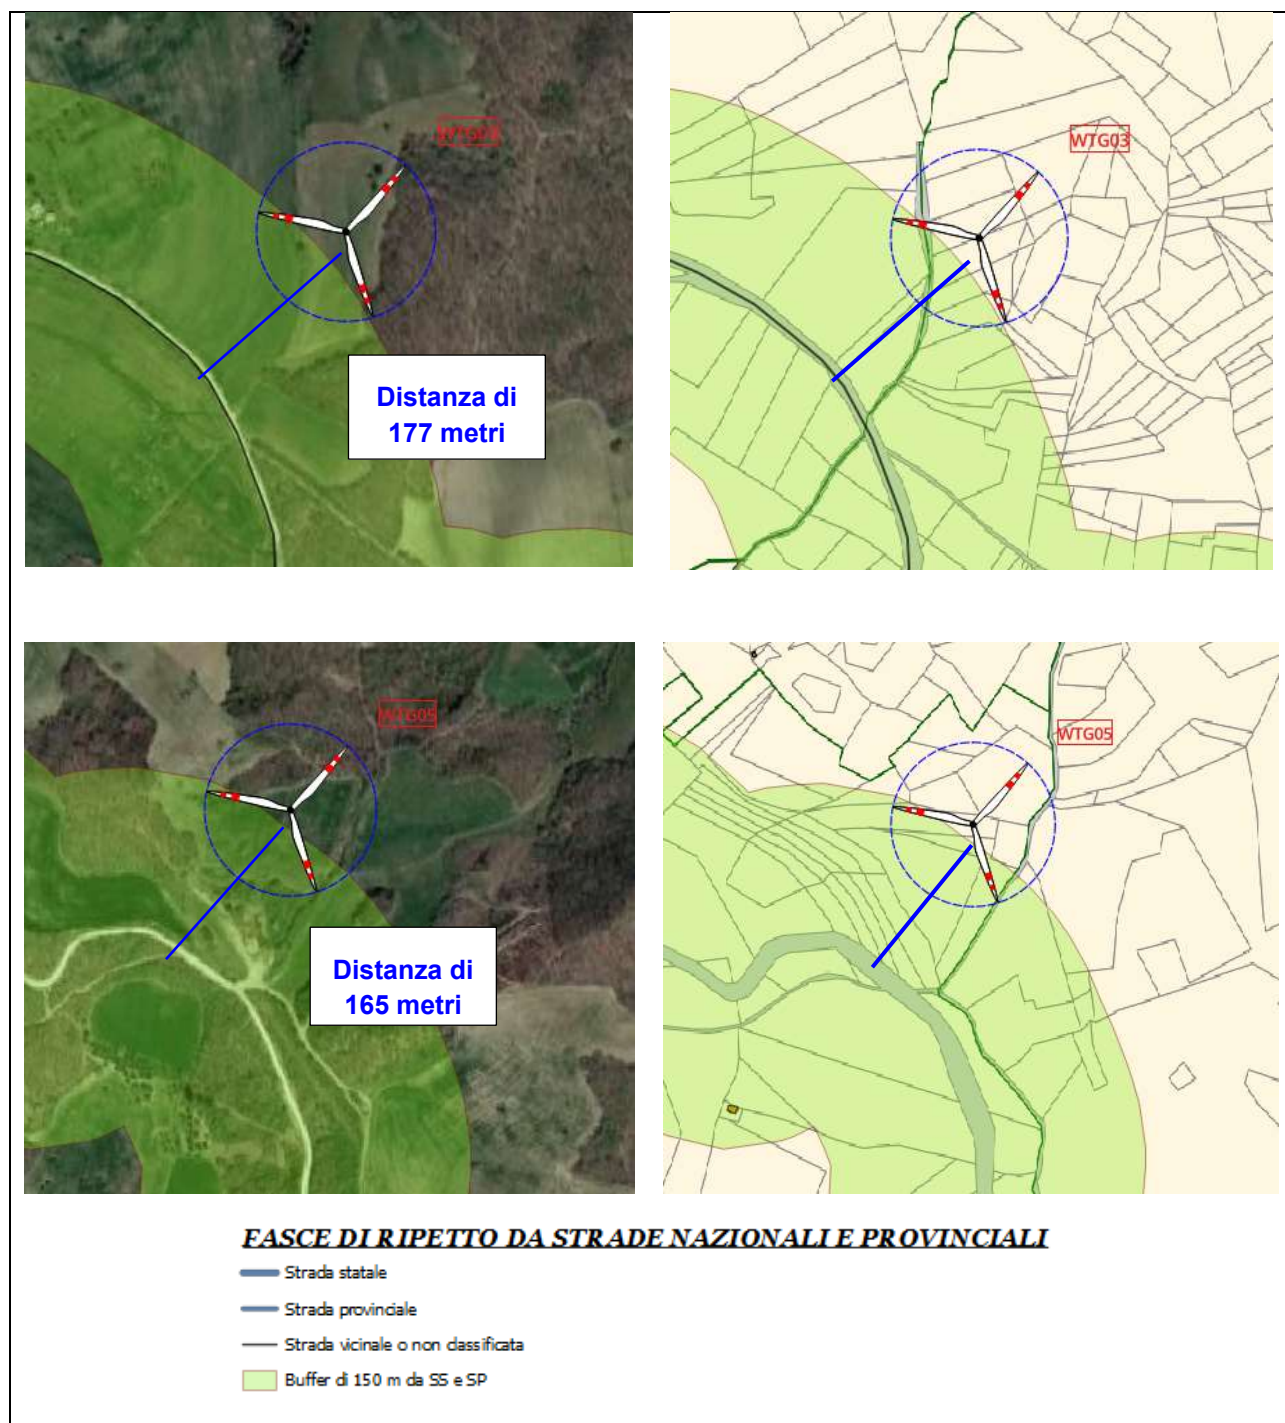 WTG03
WTG03
Distanza di
177 metri
WTG05
WTG05
Distanza di
165 metri
FASCE DI RIPETTO DA STRADE NAZIONALI E PROVINCIALI
Strada statale
Strada provinciale
Strada vicinale o non classificata
Buffer di 150 m da SS e SP